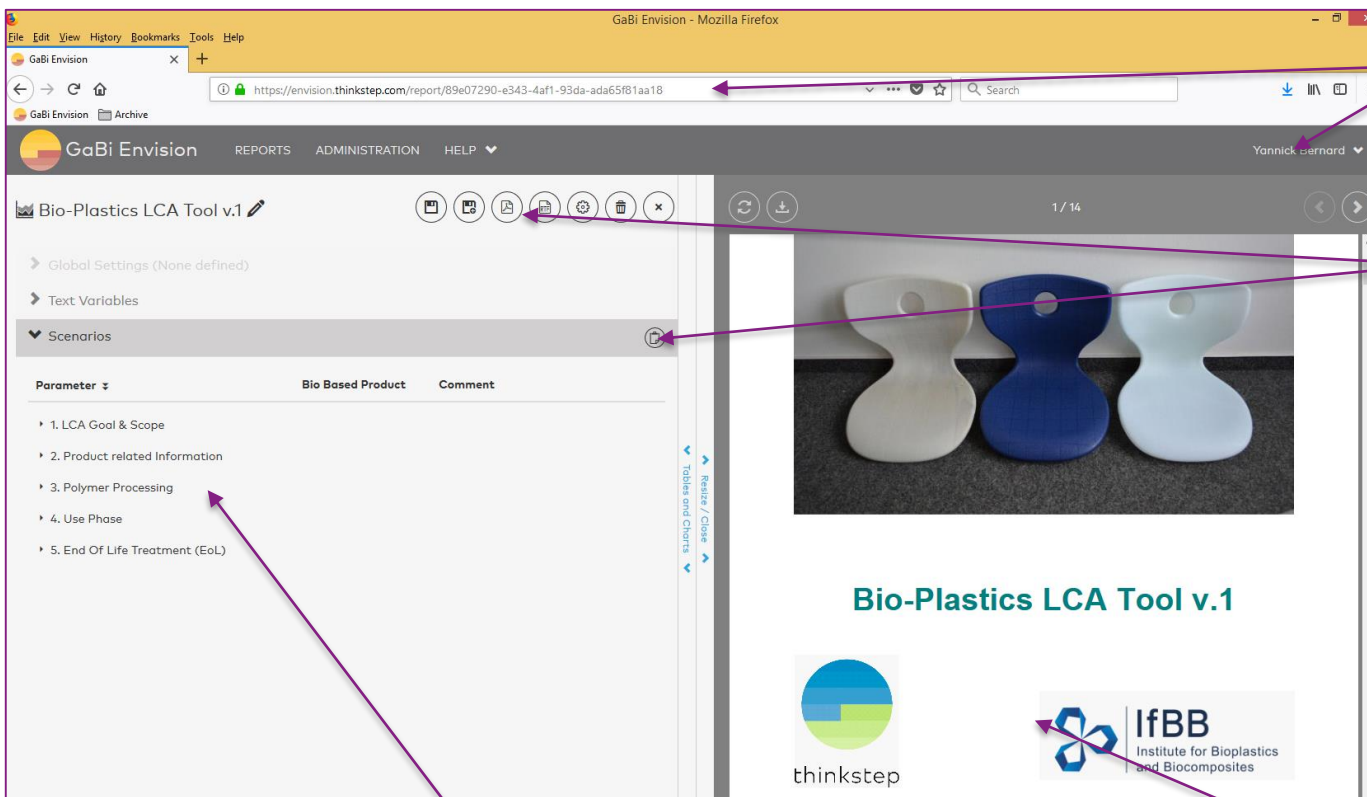 GaBi Envision - Mozilla Firefox
File Edit View History Bookmarks Tools Help
GaBi Envision
https://envision.thinkstep.com/report/89e07290-e343-4af1-93da-ada65f81aa18
Search
GaBi Envision Archive
GaBi Envision REPORTS ADMINISTRATION HELP Yannick Bernard
Bio-Plastics LCA Tool v.1
1 / 14
Global Settings (None defined)
Text Variables
Scenarios
Parameter Bio Based Product Comment
1. LCA Goal & Scope
2. Product related Information
3. Polymer Processing
4. Use Phase
5. End Of Life Treatment (EoL)
Tables and Charts
Resize / Close
Bio-Plastics LCA Tool v.1
thinkstep
IfBB
Institute for Bioplastics
and Biocomposites